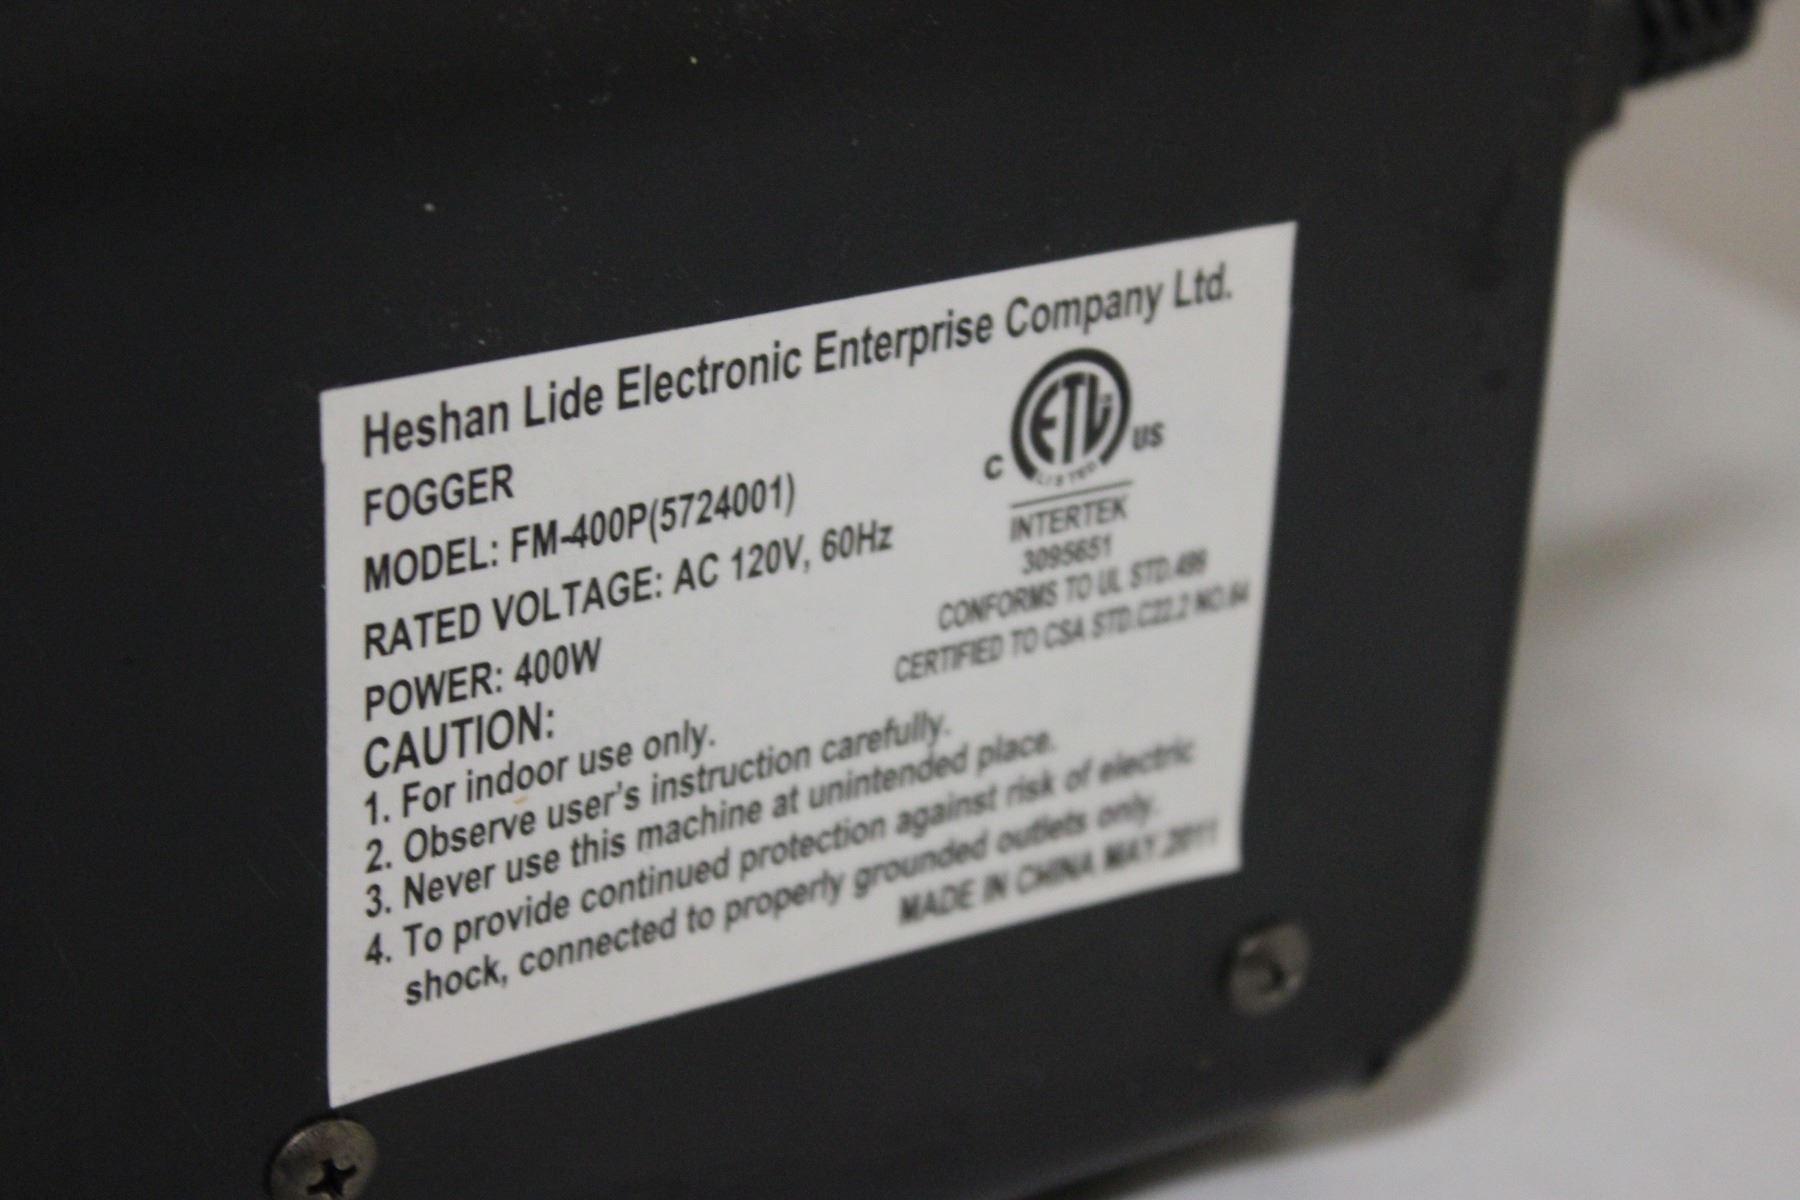 Heshan Lide Electronic Enterprise Company Ltd.
FOGGER
MODEL: FM-400P(5724001)
RATED VOLTAGE: AC 120V, 60Hz
POWER: 400W
C ETL US
LISTED
INTERTEK
3095651
CONFORMS TO UL STD.499
CERTIFIED TO CSA STD.C22.2 NO.64
CAUTION:
1. For indoor use only.
2. Observe user's instruction carefully.
3. Never use this machine at unintended place.
4. To provide continued protection against risk of electric
shock, connected to properly grounded outlets only.
MADE IN CHINA MAY.2011